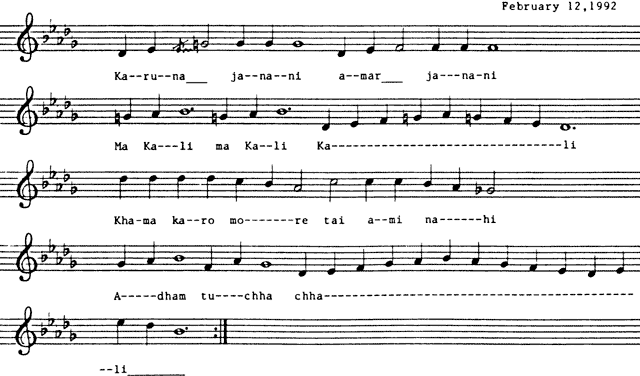 February 12,1992
Ka--ru--na___ ja--na--ni a--mar___ ja---na-ni
Ma Ka---li ma Ka--li Ka--------------------------------li
Kha-ma ka--ro mo-------re tai a--mi na------hi
A-----dham tu----chha chha-------------------------------------------
--li________